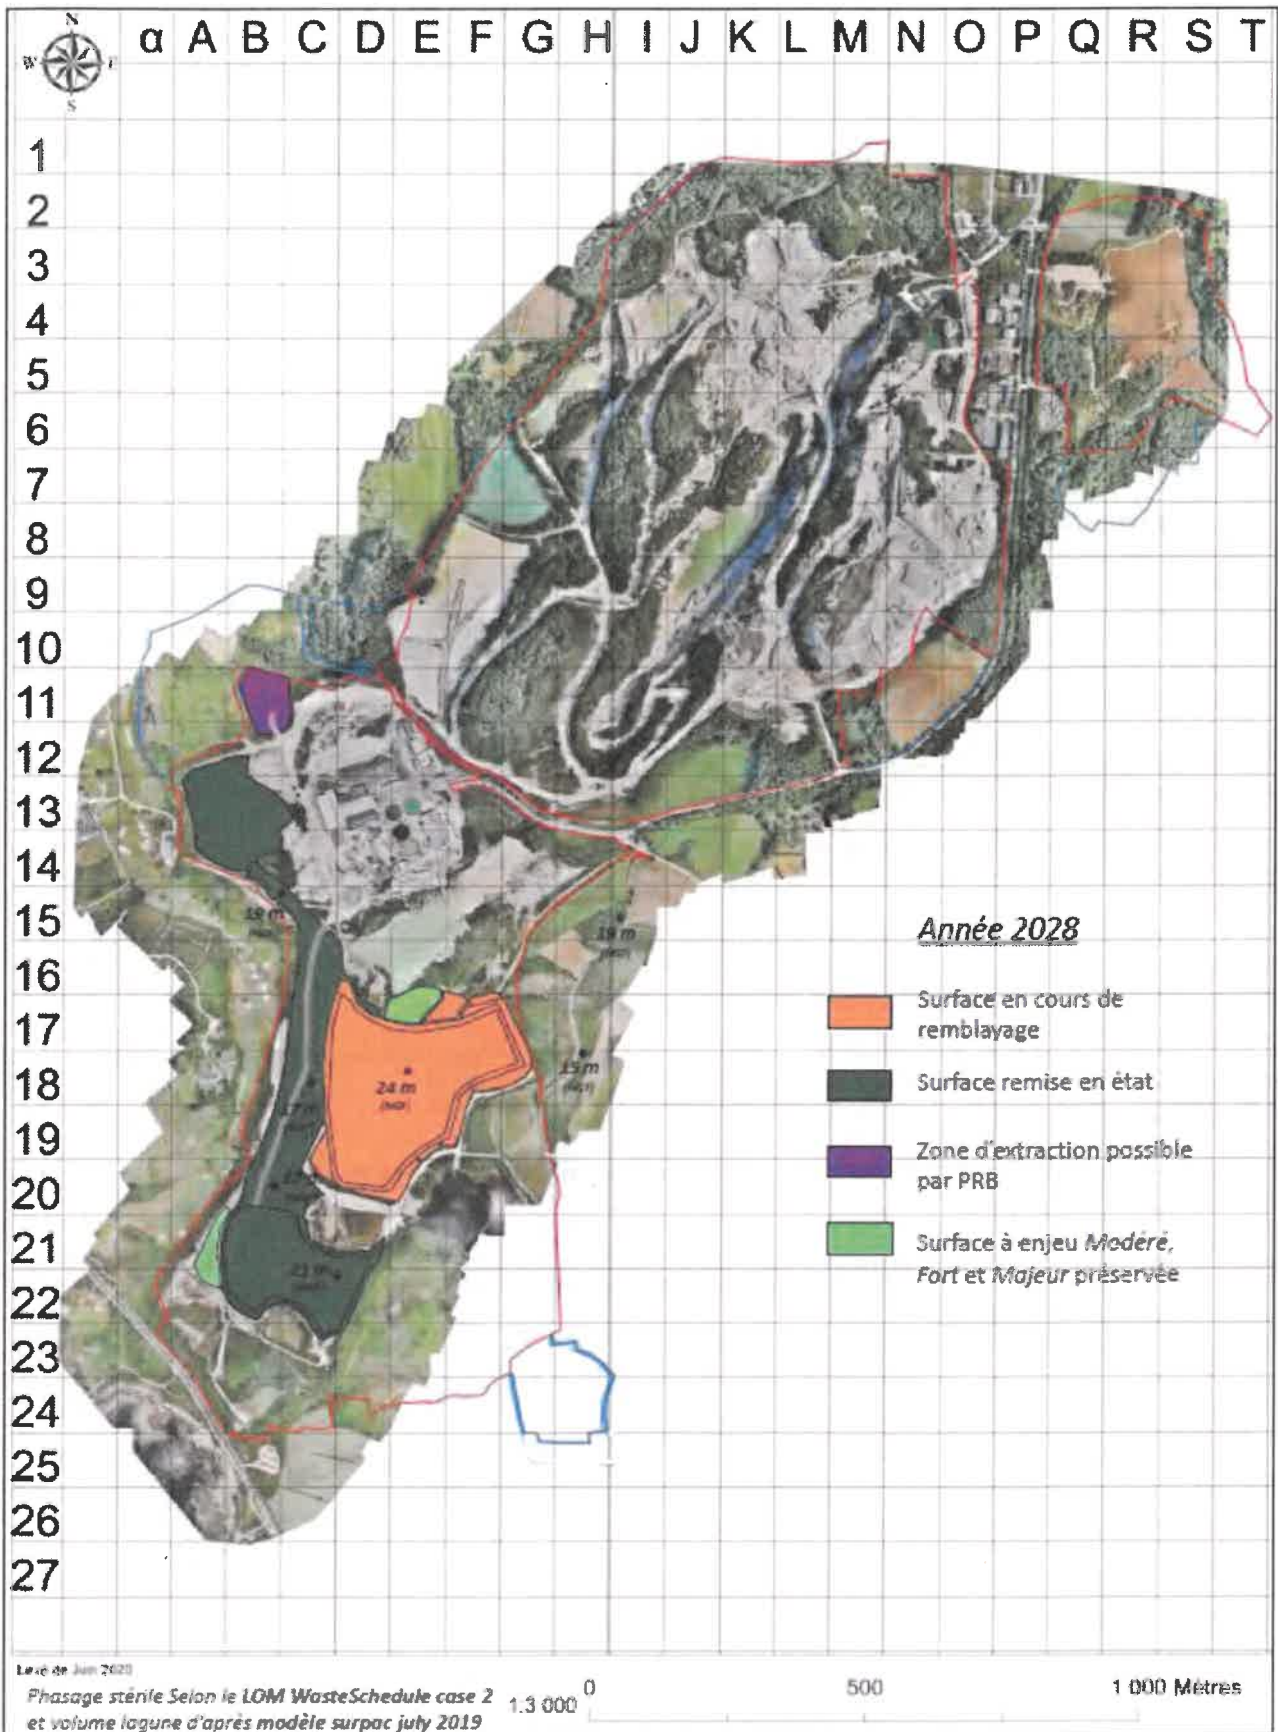 N
W E
S
α A B C D E F G H I J K L M N O P Q R S T
1
2
3
4
5
6
7
8
9
10
11
12
13
14
15
16
17
18
19
20
21
22
23
24
25
26
27
19 m
19 m
15 m
24 m
Année 2028
Surface en cours de
remblayage
Surface remise en état
Zone d'extraction possible
par PRB
Surface à enjeu Modéré,
Fort et Majeur préservée
Levé de Juin 2020
Phasage stérile Selon le LOM WasteSchedule case 2
et volume lagune d'après modèle surpac july 2019
1:3 000
0 500 1 000 Mètres